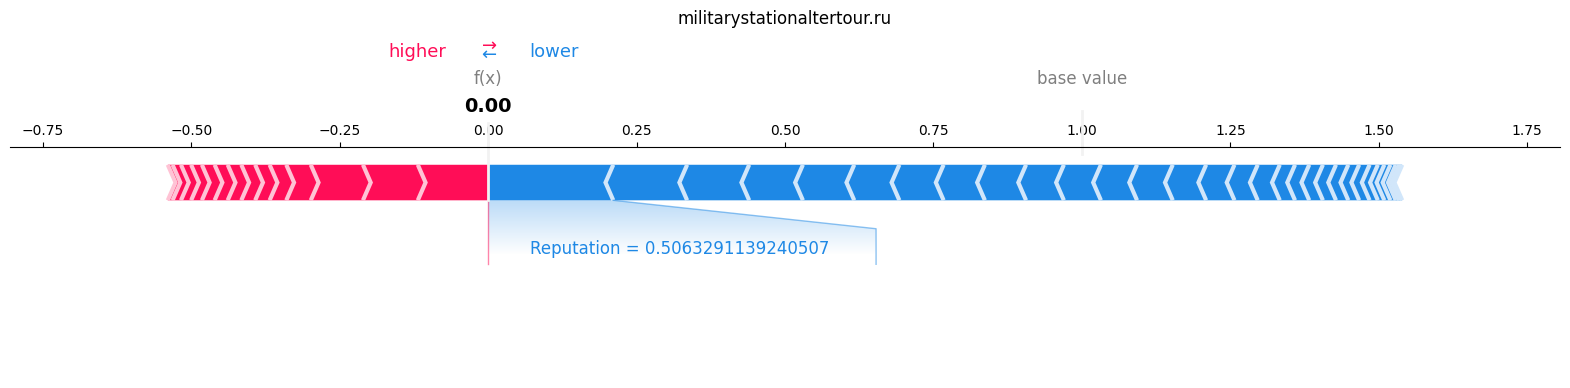 militarystationaltertour.ru
higher ⇄ lower
f(x) base value
0.00
−0.75 −0.50 −0.25 0.00 0.25 0.50 0.75 1.00 1.25 1.50 1.75
Reputation = 0.5063291139240507